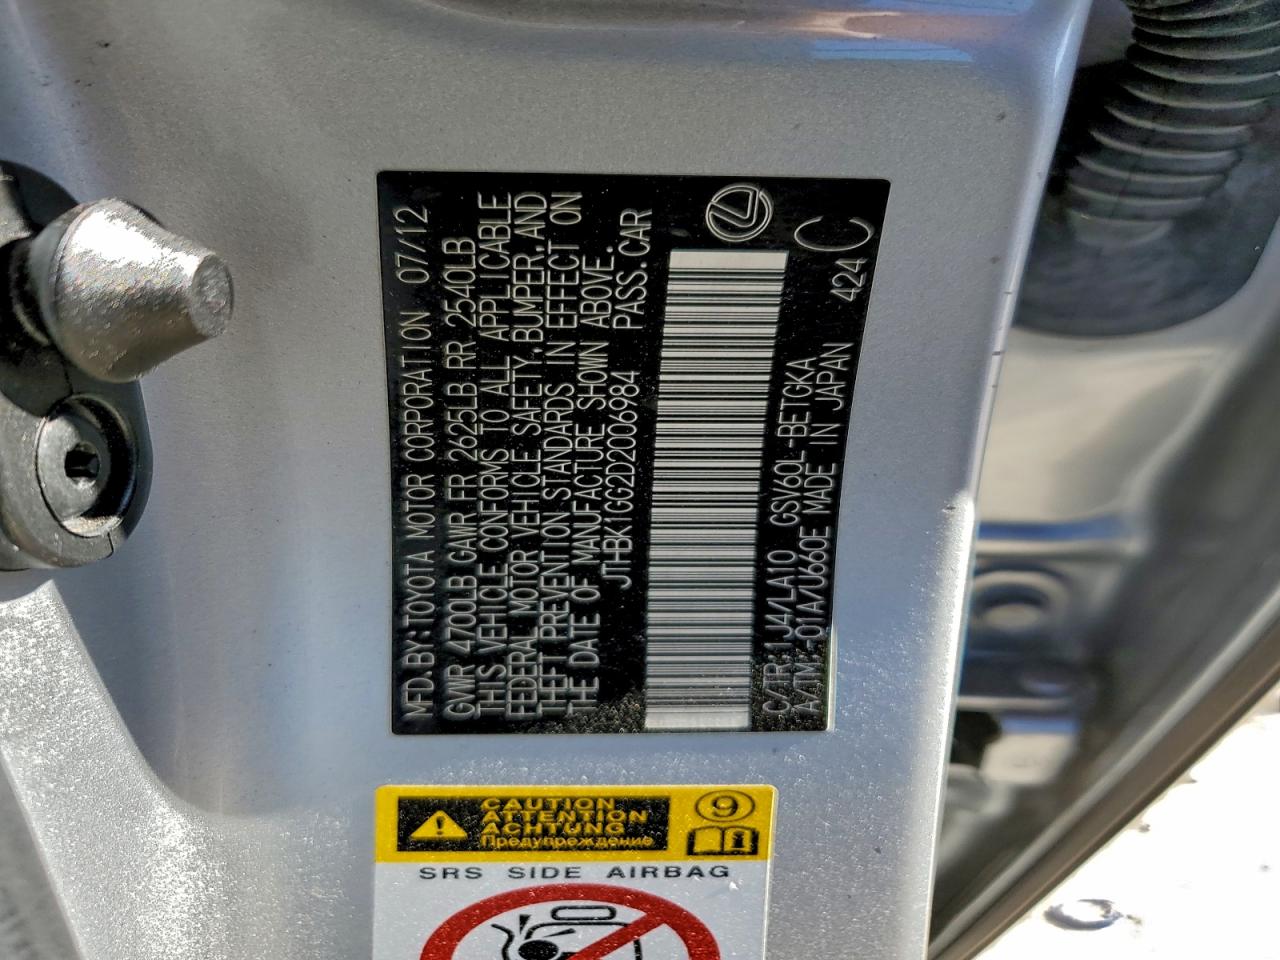 MFD.BY:TOYOTA MOTOR CORPORATION 07/12
GVWR 4700LB GAWR FR 2625LB RR 2540LB
THIS VEHICLE CONFORMS TO ALL APPLICABLE
FEDERAL MOTOR VEHICLE SAFETY, BUMPER, AND
THEFT PREVENTION STANDARDS IN EFFECT ON
THE DATE OF MANUFACTURE SHOWN ABOVE.
JTHBK1GG2D2006984 PASS.CAR
C/TR: 1J4/LA10 GSV60L-BETGKA
A/TM: -01A/U660E MADE IN JAPAN 424 C
CAUTION
ATTENTION
ACHTUNG
Предупреждение
9
i
SRS SIDE AIRBAG